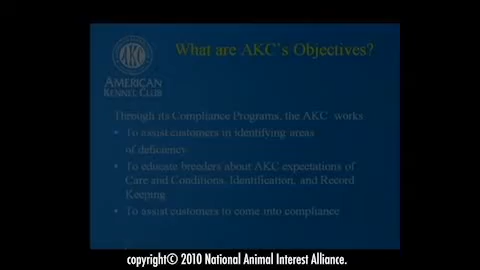 What are AKC's Objectives?
AMERICAN
KENNEL CLUB
Through its Compliance Programs, the AKC works
• To assist customers in identifying areas
of deficiency
• To educate breeders about AKC expectations of
Care and Conditions, Identification, and Record
Keeping
• To assist customers to come into compliance
copyright© 2010 National Animal Interest Alliance.